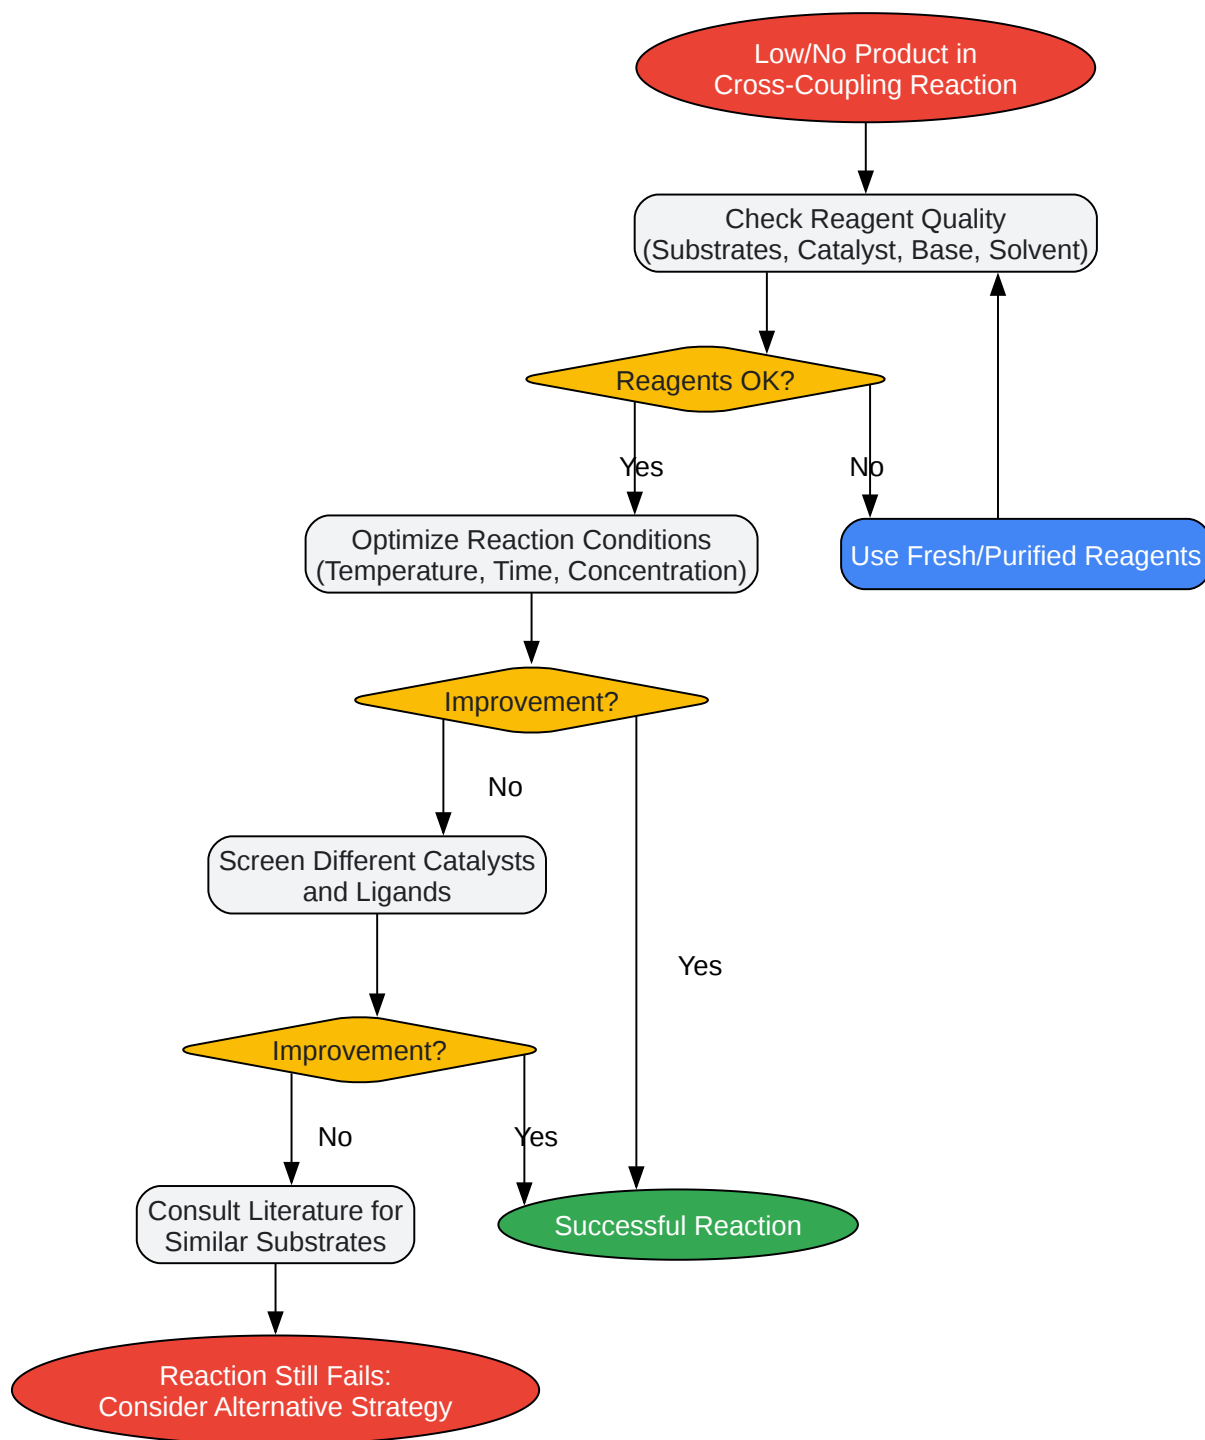 Low/No Product in
Cross-Coupling Reaction
Check Reagent Quality
(Substrates, Catalyst, Base, Solvent)
Reagents OK?
Yes
No
Optimize Reaction Conditions
(Temperature, Time, Concentration)
Use Fresh/Purified Reagents
Improvement?
No
Screen Different Catalysts
and Ligands
Yes
Improvement?
No
Yes
Consult Literature for
Similar Substrates
Successful Reaction
Reaction Still Fails:
Consider Alternative Strategy